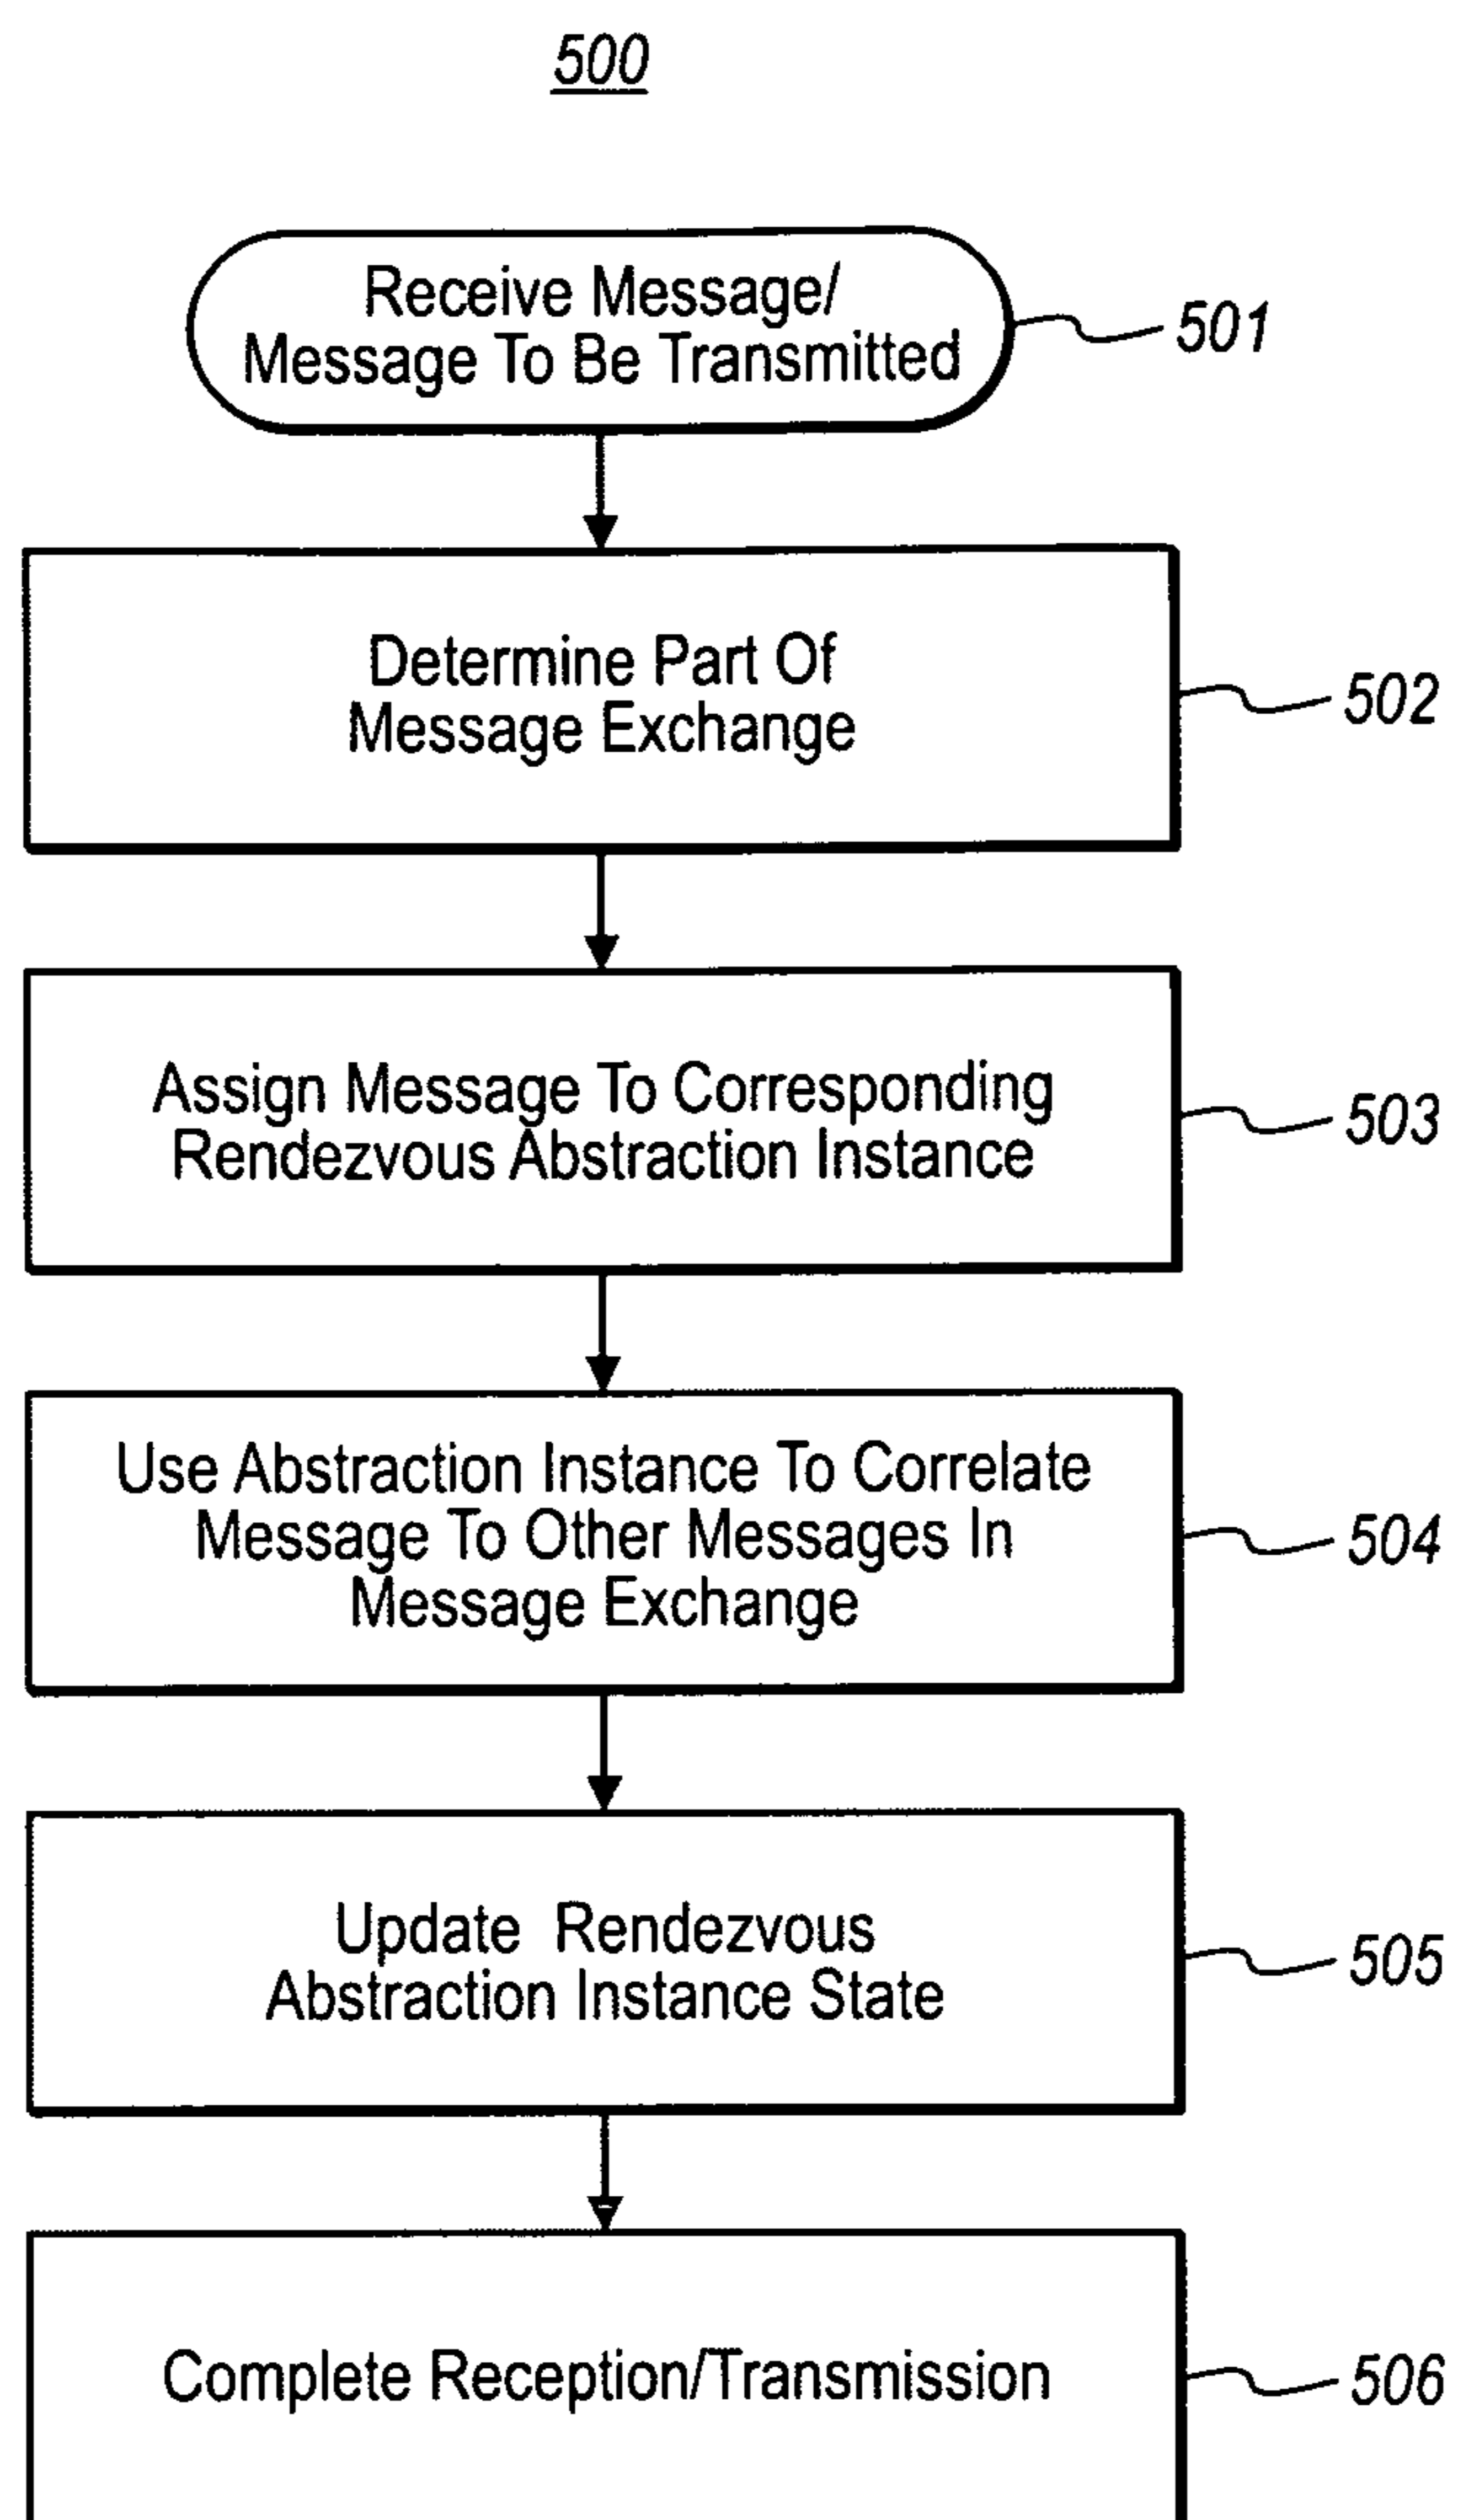 500
Receive Message/
Message To Be Transmitted
501
Determine Part Of
Message Exchange
502
Assign Message To Corresponding
Rendezvous Abstraction Instance
503
Use Abstraction Instance To Correlate
Message To Other Messages In
Message Exchange
504
Update Rendezvous
Abstraction Instance State
505
Complete Reception/Transmission
506